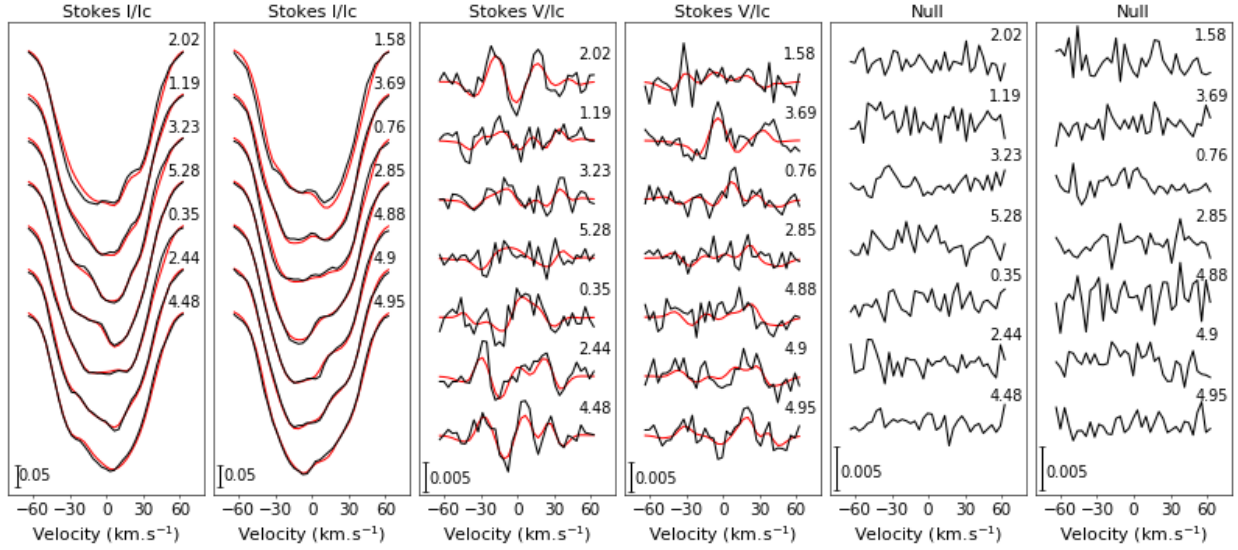 Stokes I/Ic
2.02
1.19
3.23
5.28
0.35
2.44
4.48
0.05
−60 −30 0 30 60
Velocity (km.s−1)
Stokes I/Ic
1.58
3.69
0.76
2.85
4.88
4.9
4.95
0.05
−60 −30 0 30 60
Velocity (km.s−1)
Stokes V/Ic
2.02
1.19
3.23
5.28
0.35
2.44
4.48
0.005
−60 −30 0 30 60
Velocity (km.s−1)
Stokes V/Ic
1.58
3.69
0.76
2.85
4.88
4.9
4.95
0.005
−60 −30 0 30 60
Velocity (km.s−1)
Null
2.02
1.19
3.23
5.28
0.35
2.44
4.48
0.005
−60 −30 0 30 60
Velocity (km.s−1)
Null
1.58
3.69
0.76
2.85
4.88
4.9
4.95
0.005
−60 −30 0 30 60
Velocity (km.s−1)